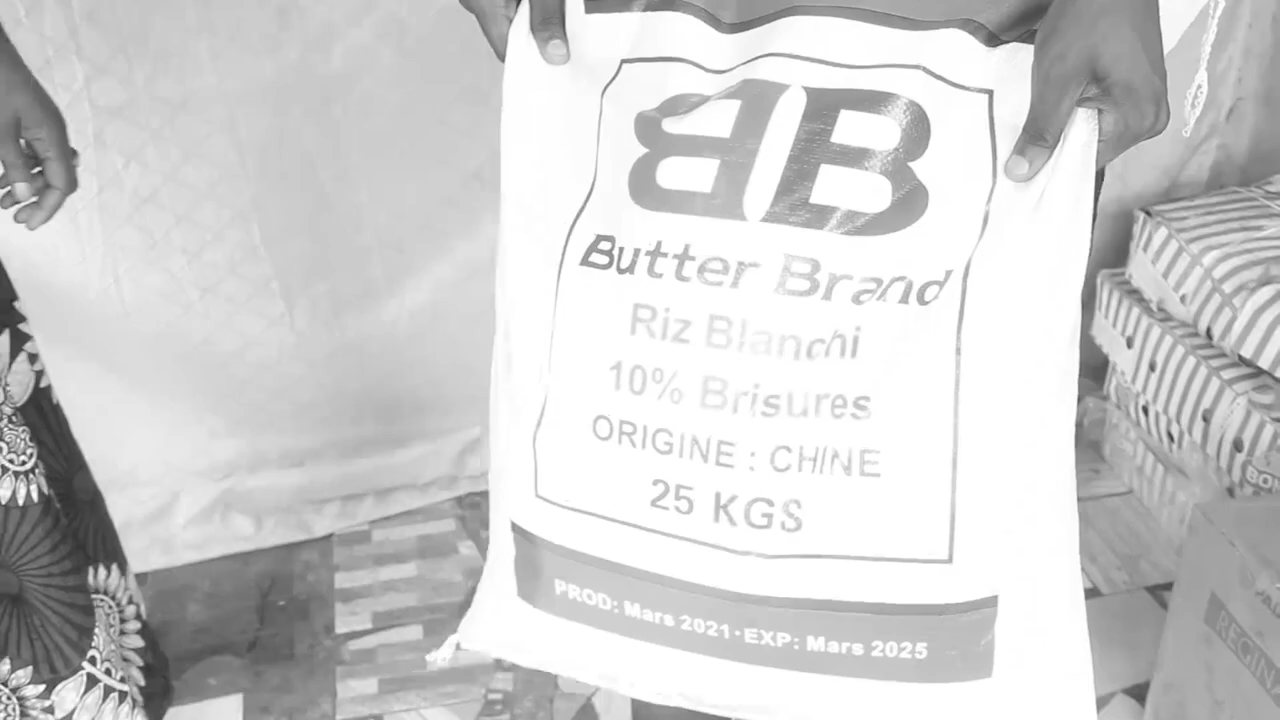 BB
Butter Brand
Riz Blanchi
10% Brisures
ORIGINE : CHINE
25 KGS
PROD: Mars 2021·EXP: Mars 2025